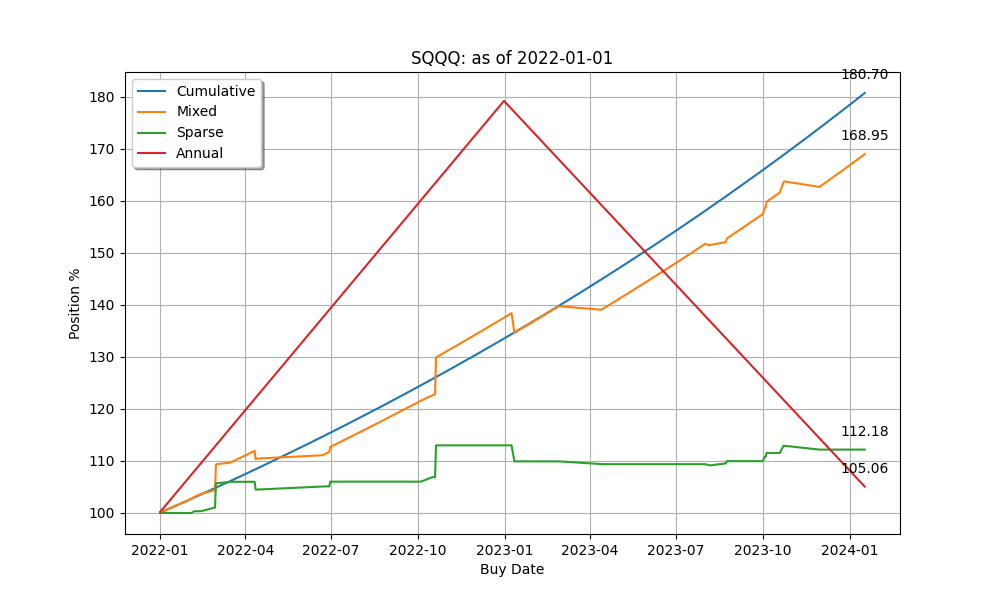 SQQQ: as of 2022-01-01
180.70
168.95
112.18
105.06
Cumulative
Mixed
Sparse
Annual
Position %
180
170
160
150
140
130
120
110
100
2022-01 2022-04 2022-07 2022-10 2023-01 2023-04 2023-07 2023-10 2024-01
Buy Date